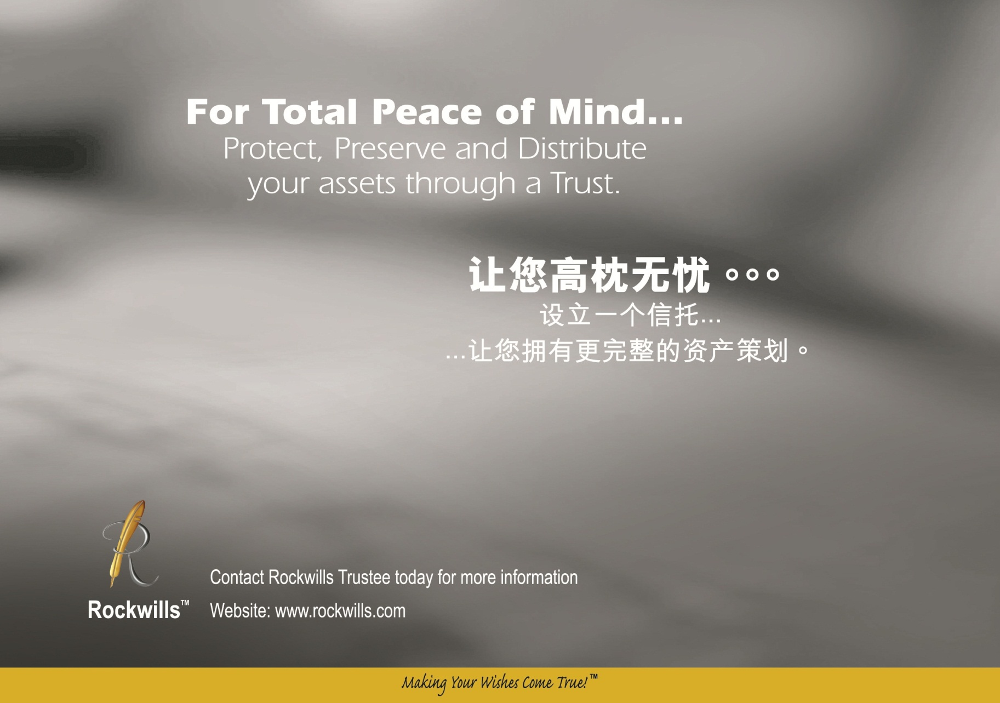 For Total Peace of Mind...
Protect, Preserve and Distribute
your assets through a Trust.
让您高枕无忧。。。
设立一个信托...
...让您拥有更完整的资产策划。
Contact Rockwills Trustee today for more information
Rockwills™
Website: www.rockwills.com
Making Your Wishes Come True!™